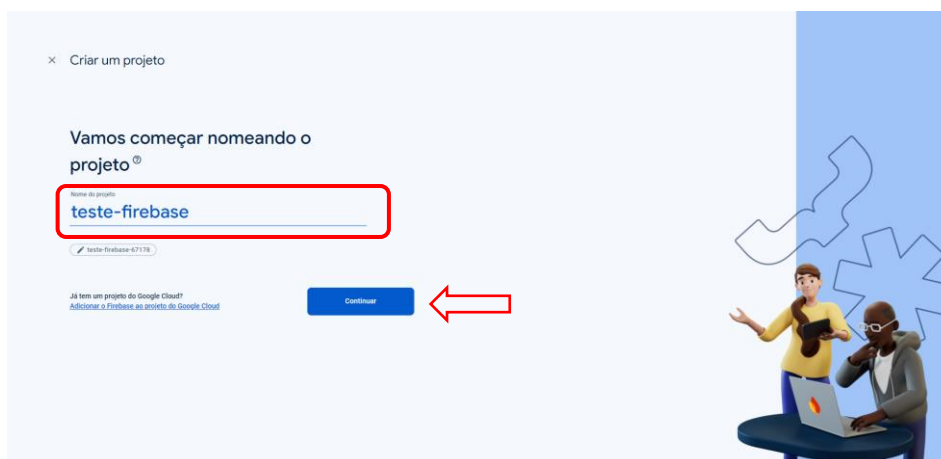 Criar um projeto
Vamos começar nomeando o
projeto
Nome do projeto
teste-firebase
teste-firebase-67178
Já tem um projeto do Google Cloud?
Adicionar o Firebase ao projeto do Google Cloud
Continuar